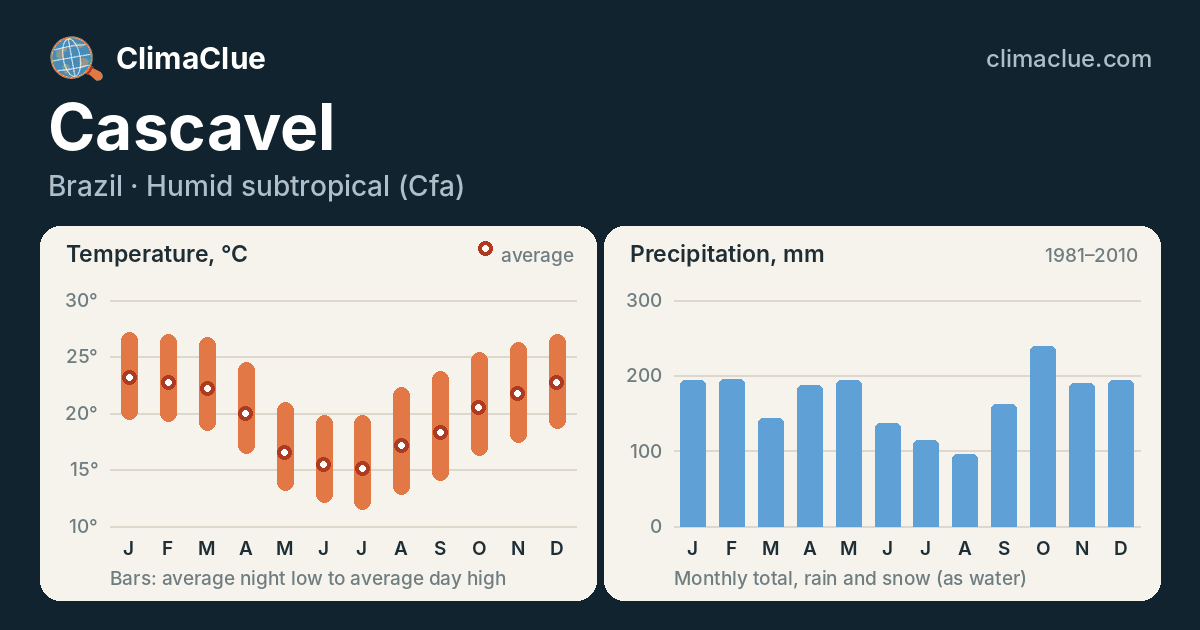 ClimaClue
climaclue.com
Cascavel
Brazil · Humid subtropical (Cfa)
Temperature, °C
average
30°
25°
20°
15°
10°
J F M A M J J A S O N D
Bars: average night low to average day high
Precipitation, mm
1981–2010
300
200
100
0
J F M A M J J A S O N D
Monthly total, rain and snow (as water)